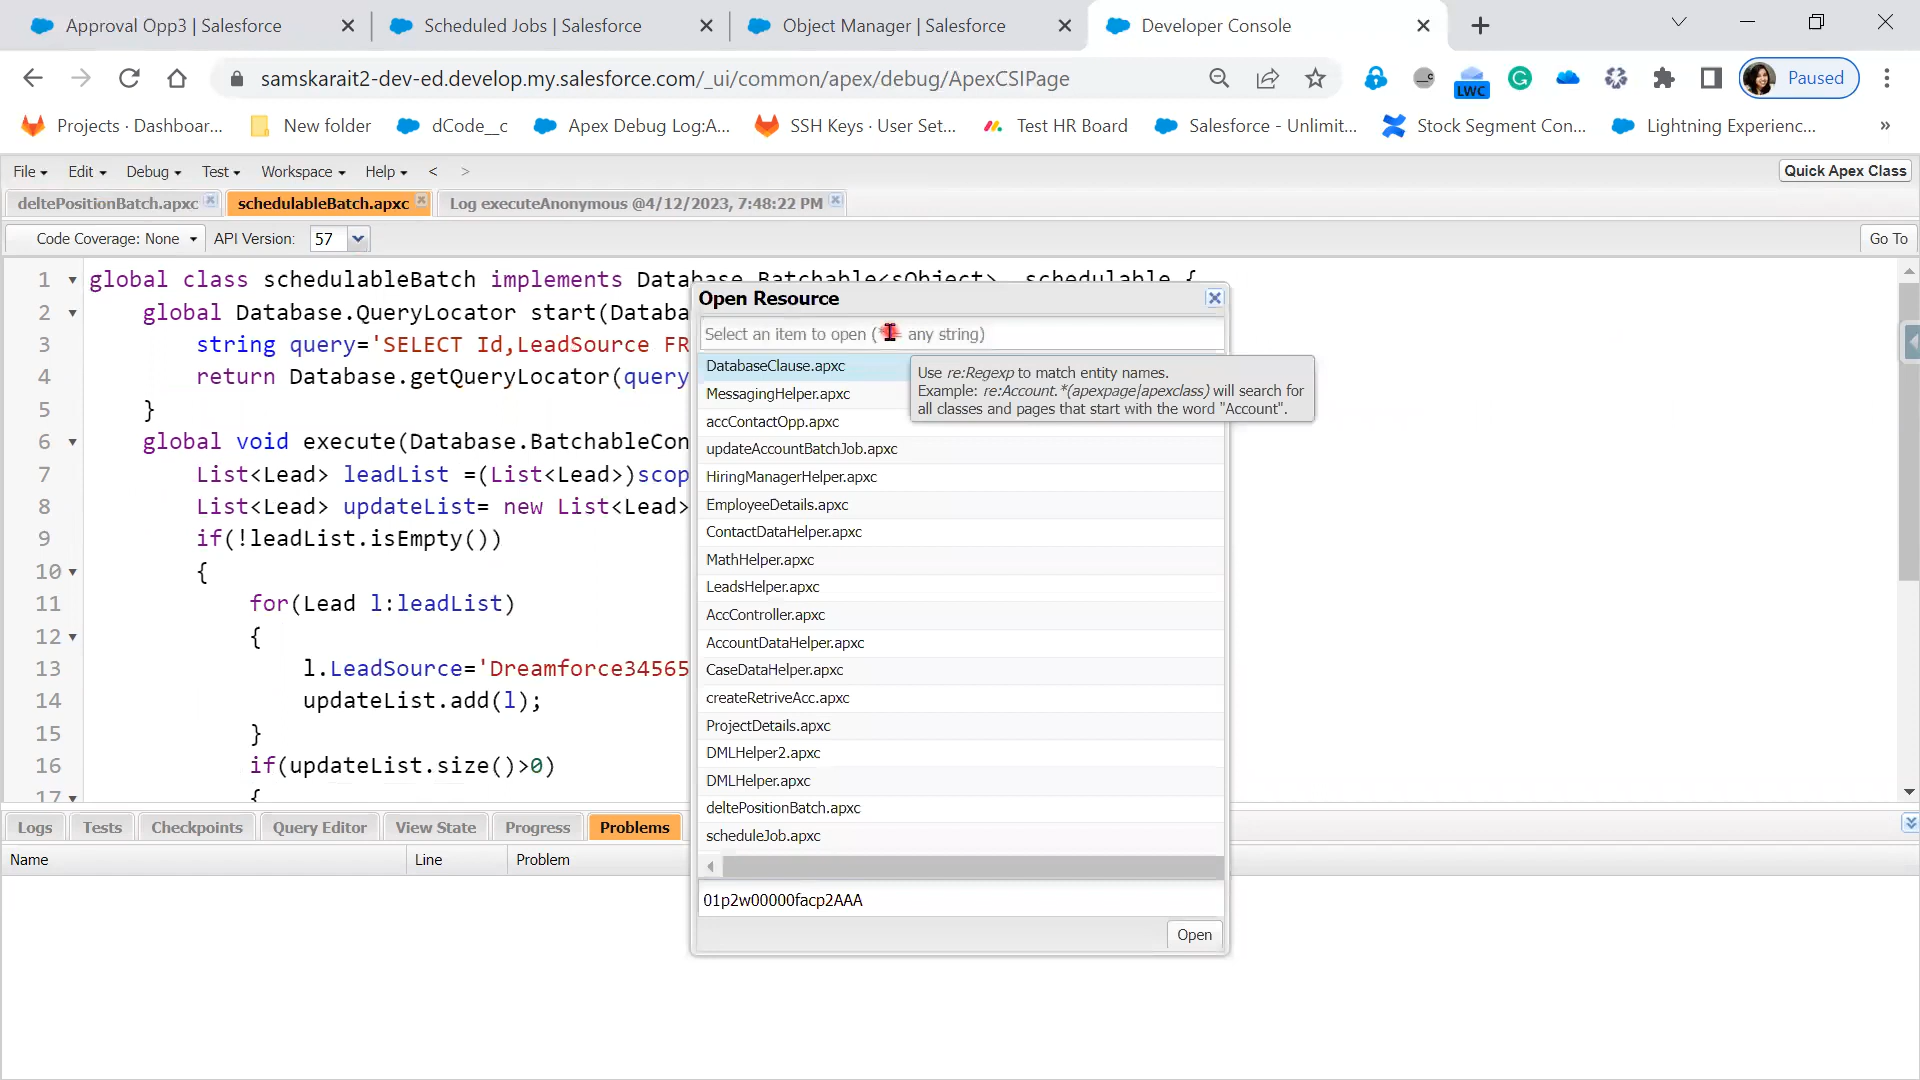 Approval Opp3 | Salesforce
Scheduled Jobs | Salesforce
Object Manager | Salesforce
Developer Console
samskarait2-dev-ed.develop.my.salesforce.com/_ui/common/apex/debug/ApexCSIPage
LWC
Paused
Projects · Dashboar...
New folder
dCode__c
Apex Debug Log:A...
SSH Keys · User Set...
Test HR Board
Salesforce - Unlimit...
Stock Segment Con...
Lightning Experienc...
»
File
Edit
Debug
Test
Workspace
Help
<
>
Quick Apex Class
deltePositionBatch.apxc
schedulableBatch.apxc
Log executeAnonymous @4/12/2023, 7:48:22 PM
Code Coverage: None
API Version:
57
Go To
1 global class schedulableBatch implements Database.Batchable<sObject>, schedulable {
2 global Database.QueryLocator start(Databa
3 string query='SELECT Id,LeadSource FR
4 return Database.getQueryLocator(query
5 }
6 global void execute(Database.BatchableCon
7 List<Lead> leadList =(List<Lead>)scop
8 List<Lead> updateList= new List<Lead>
9 if(!leadList.isEmpty())
10 {
11 for(Lead l:leadList)
12 {
13 l.LeadSource='Dreamforce34565
14 updateList.add(l);
15 }
16 if(updateList.size()>0)
17 {
Open Resource
Select an item to open (* = any string)
Use re:Regexp to match entity names.
Example: re:Account.*(apexpage|apexclass) will search for
all classes and pages that start with the word "Account".
DatabaseClause.apxc
MessagingHelper.apxc
accContactOpp.apxc
updateAccountBatchJob.apxc
HiringManagerHelper.apxc
EmployeeDetails.apxc
ContactDataHelper.apxc
MathHelper.apxc
LeadsHelper.apxc
AccController.apxc
AccountDataHelper.apxc
CaseDataHelper.apxc
createRetriveAcc.apxc
ProjectDetails.apxc
DMLHelper2.apxc
DMLHelper.apxc
deltePositionBatch.apxc
scheduleJob.apxc
01p2w00000facp2AAA
Open
Logs
Tests
Checkpoints
Query Editor
View State
Progress
Problems
Name
Line
Problem